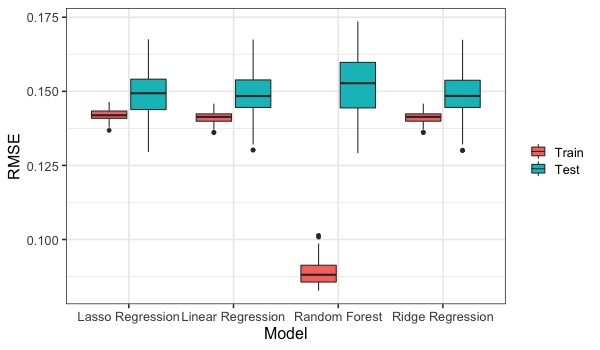 0.175
0.150
0.125
0.100
RMSE
Lasso Regression Linear Regression Random Forest Ridge Regression
Model
Train
Test